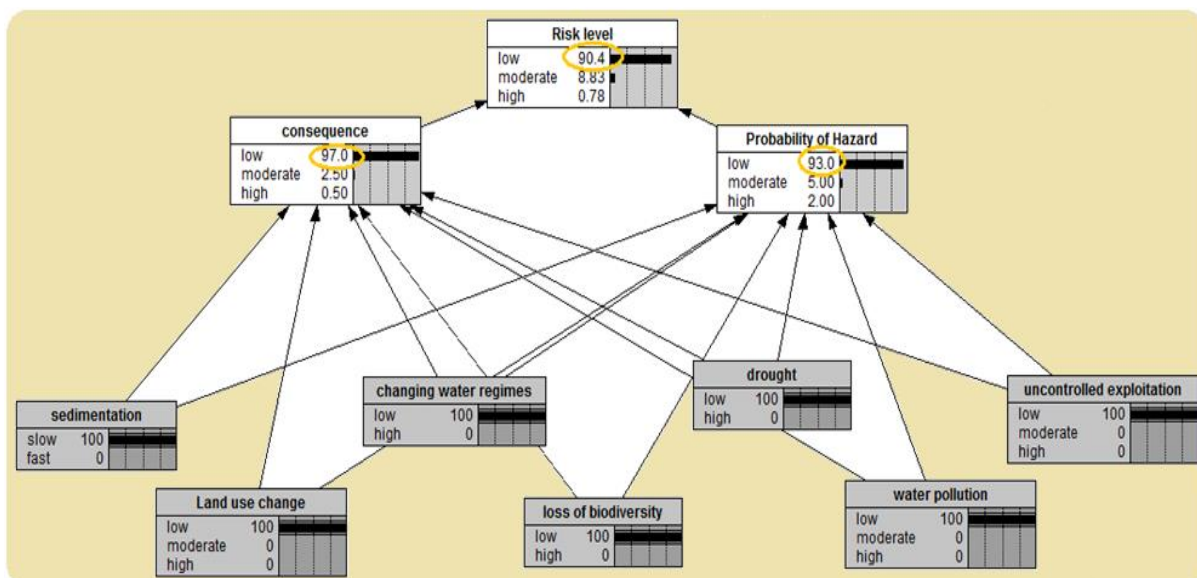 Risk level
low 90.4
moderate 8.83
high 0.78
consequence
low 97.0
moderate 2.50
high 0.50
Probability of Hazard
low 93.0
moderate 5.00
high 2.00
sedimentation
slow 100
fast 0
changing water regimes
low 100
high 0
drought
low 100
high 0
uncontrolled exploitation
low 100
moderate 0
high 0
Land use change
low 100
moderate 0
high 0
loss of biodiversity
low 100
high 0
water pollution
low 100
moderate 0
high 0